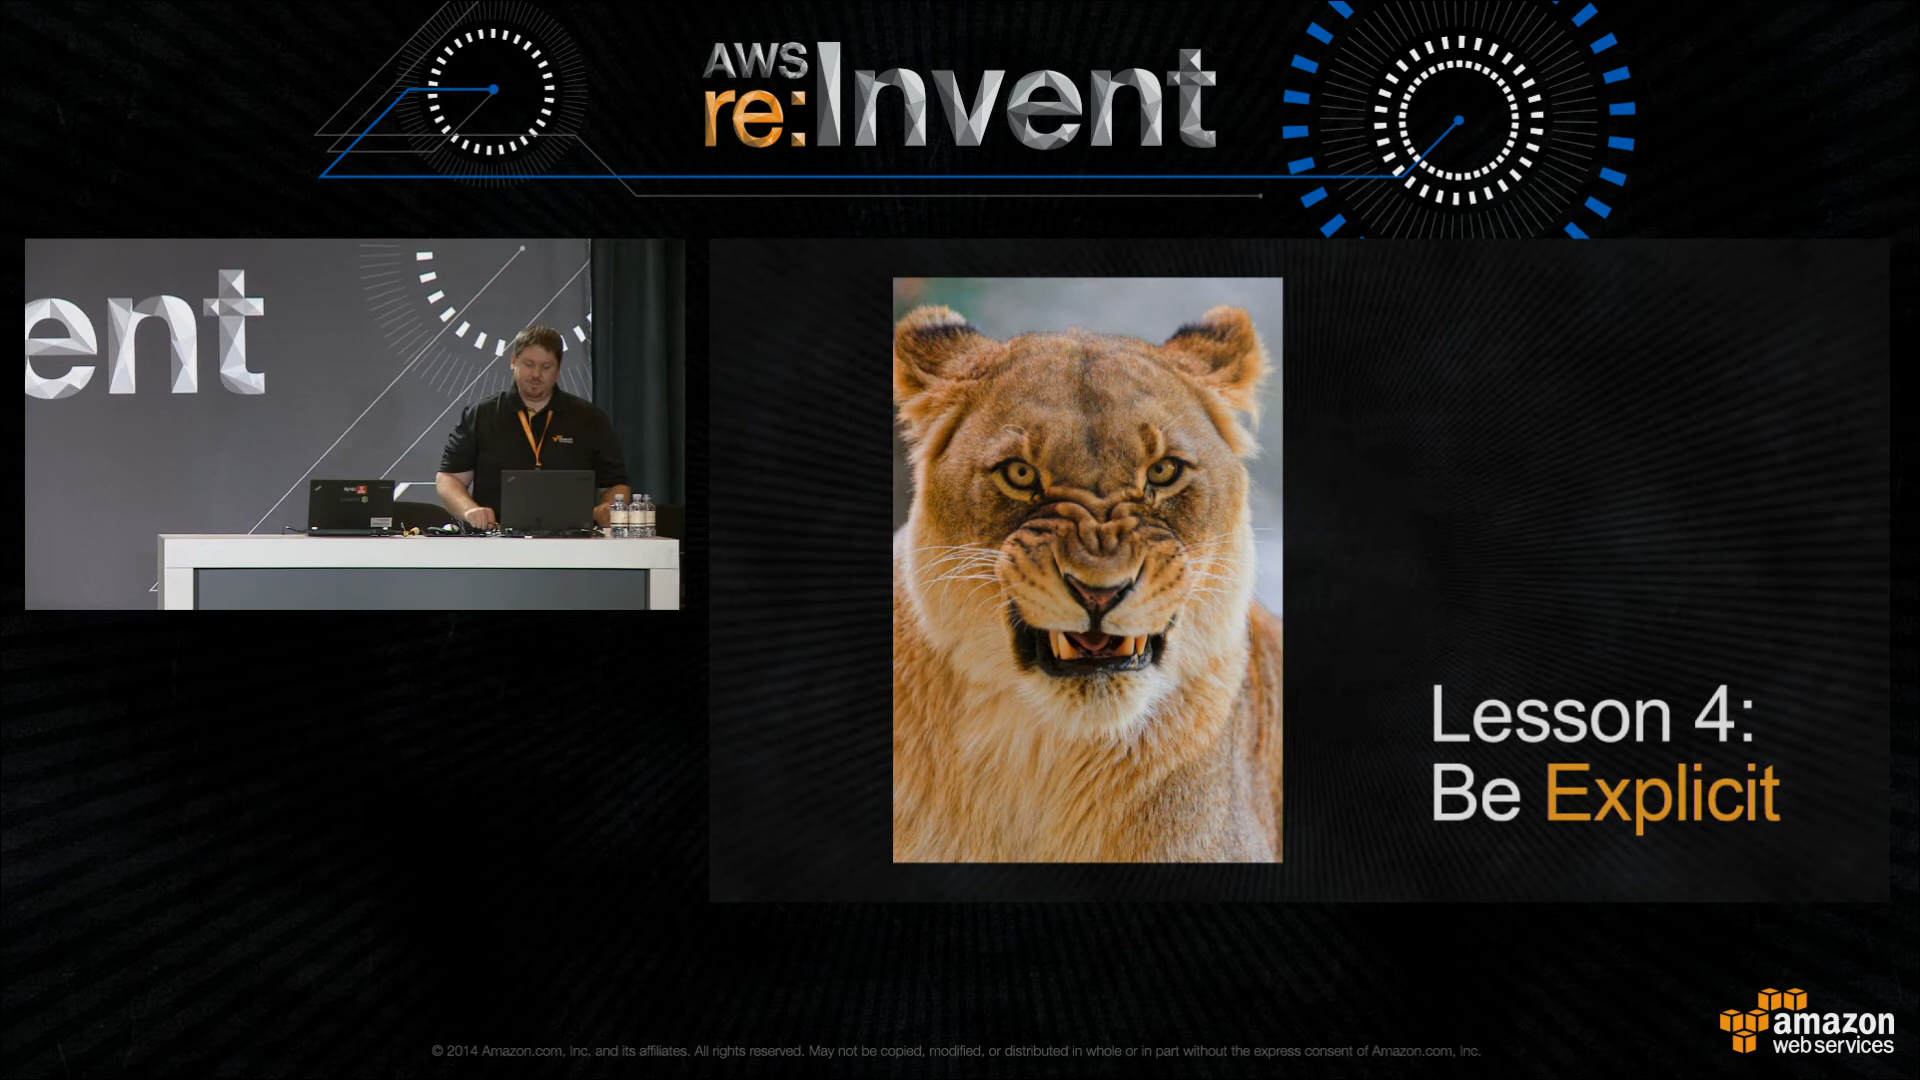 AWS
re:Invent
ent
Lesson 4:
Be Explicit
amazon
web services
© 2014 Amazon.com, Inc. and its affiliates. All rights reserved. May not be copied, modified, or distributed in whole or in part without the express consent of Amazon.com, Inc.